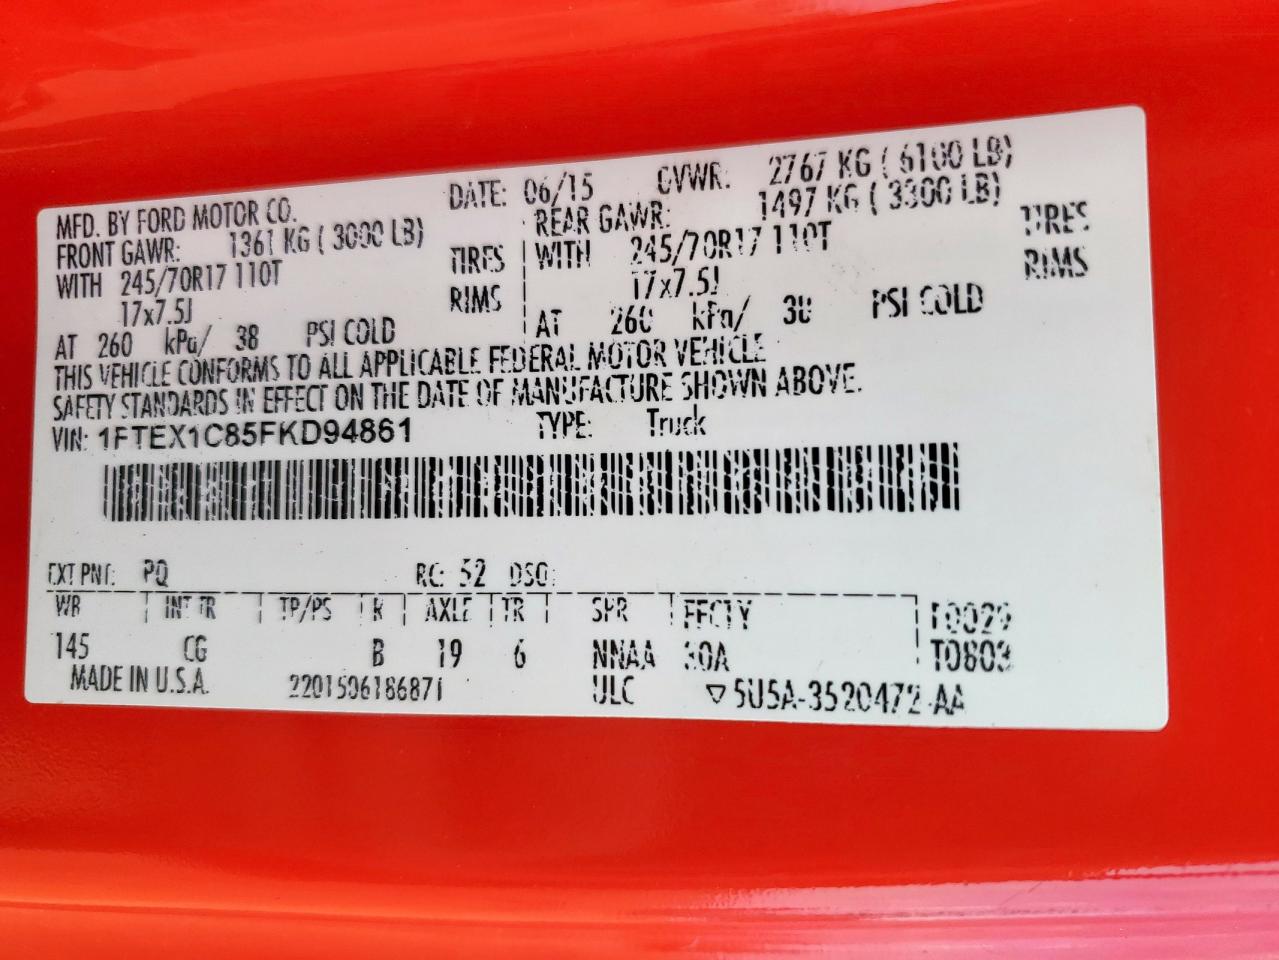 MFD. BY FORD MOTOR CO. DATE: 06/15 GVWR: 2767 KG ( 6100 LB)
FRONT GAWR: 1361 KG ( 3000 LB) REAR GAWR: 1497 KG ( 3300 LB)
WITH 245/70R17 110T TIRES WITH 245/70R17 110T TIRES
17x7.5J RIMS 17x7.5J RIMS
AT 260 kPa/ 38 PSI COLD AT 260 kPa/ 38 PSI COLD
THIS VEHICLE CONFORMS TO ALL APPLICABLE FEDERAL MOTOR VEHICLE
SAFETY STANDARDS IN EFFECT ON THE DATE OF MANUFACTURE SHOWN ABOVE.
VIN: 1FTEX1C85FKD94861 TYPE: Truck
EXT PNT: PQ RC: 52 DSO:
WB INT TR TP/PS R AXLE TR SPR EFCTY F0029
145 CG B 19 6 NNAA 30A T0803
MADE IN U.S.A. 2201506186871 ULC ▽5U5A-3520472-AA